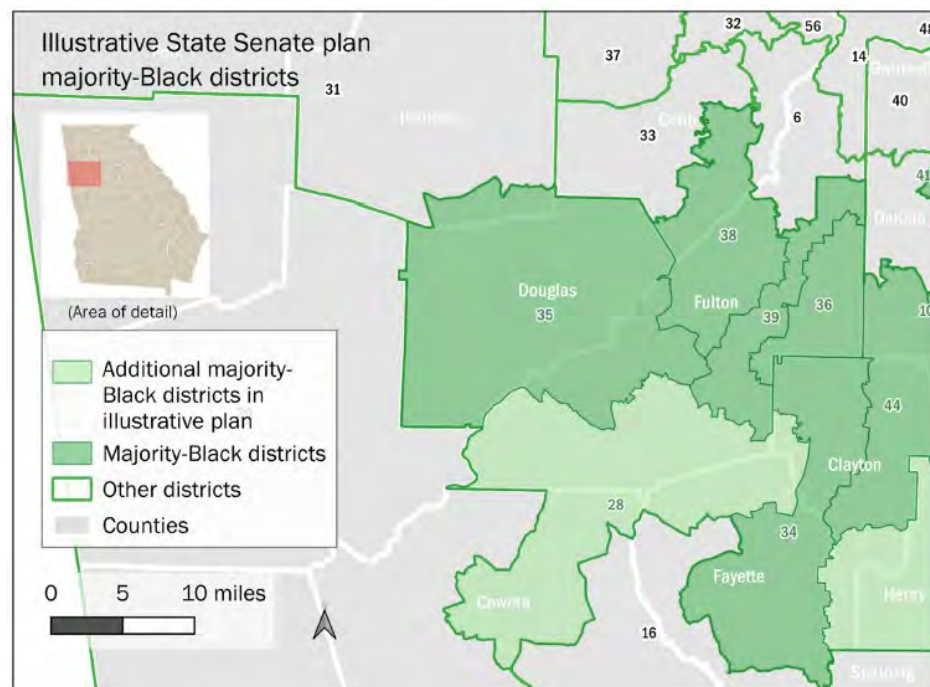 Illustrative State Senate plan
majority-Black districts
32
56
48
37
14
31
40
6
33
41
(Area of detail)
38
Douglas
Fulton
35
39
36
10
Additional majority-
Black districts in
illustrative plan
Majority-Black districts
Other districts
Counties
44
Clayton
28
34
Fayette
Henry
Coweta
16
0 5 10 miles